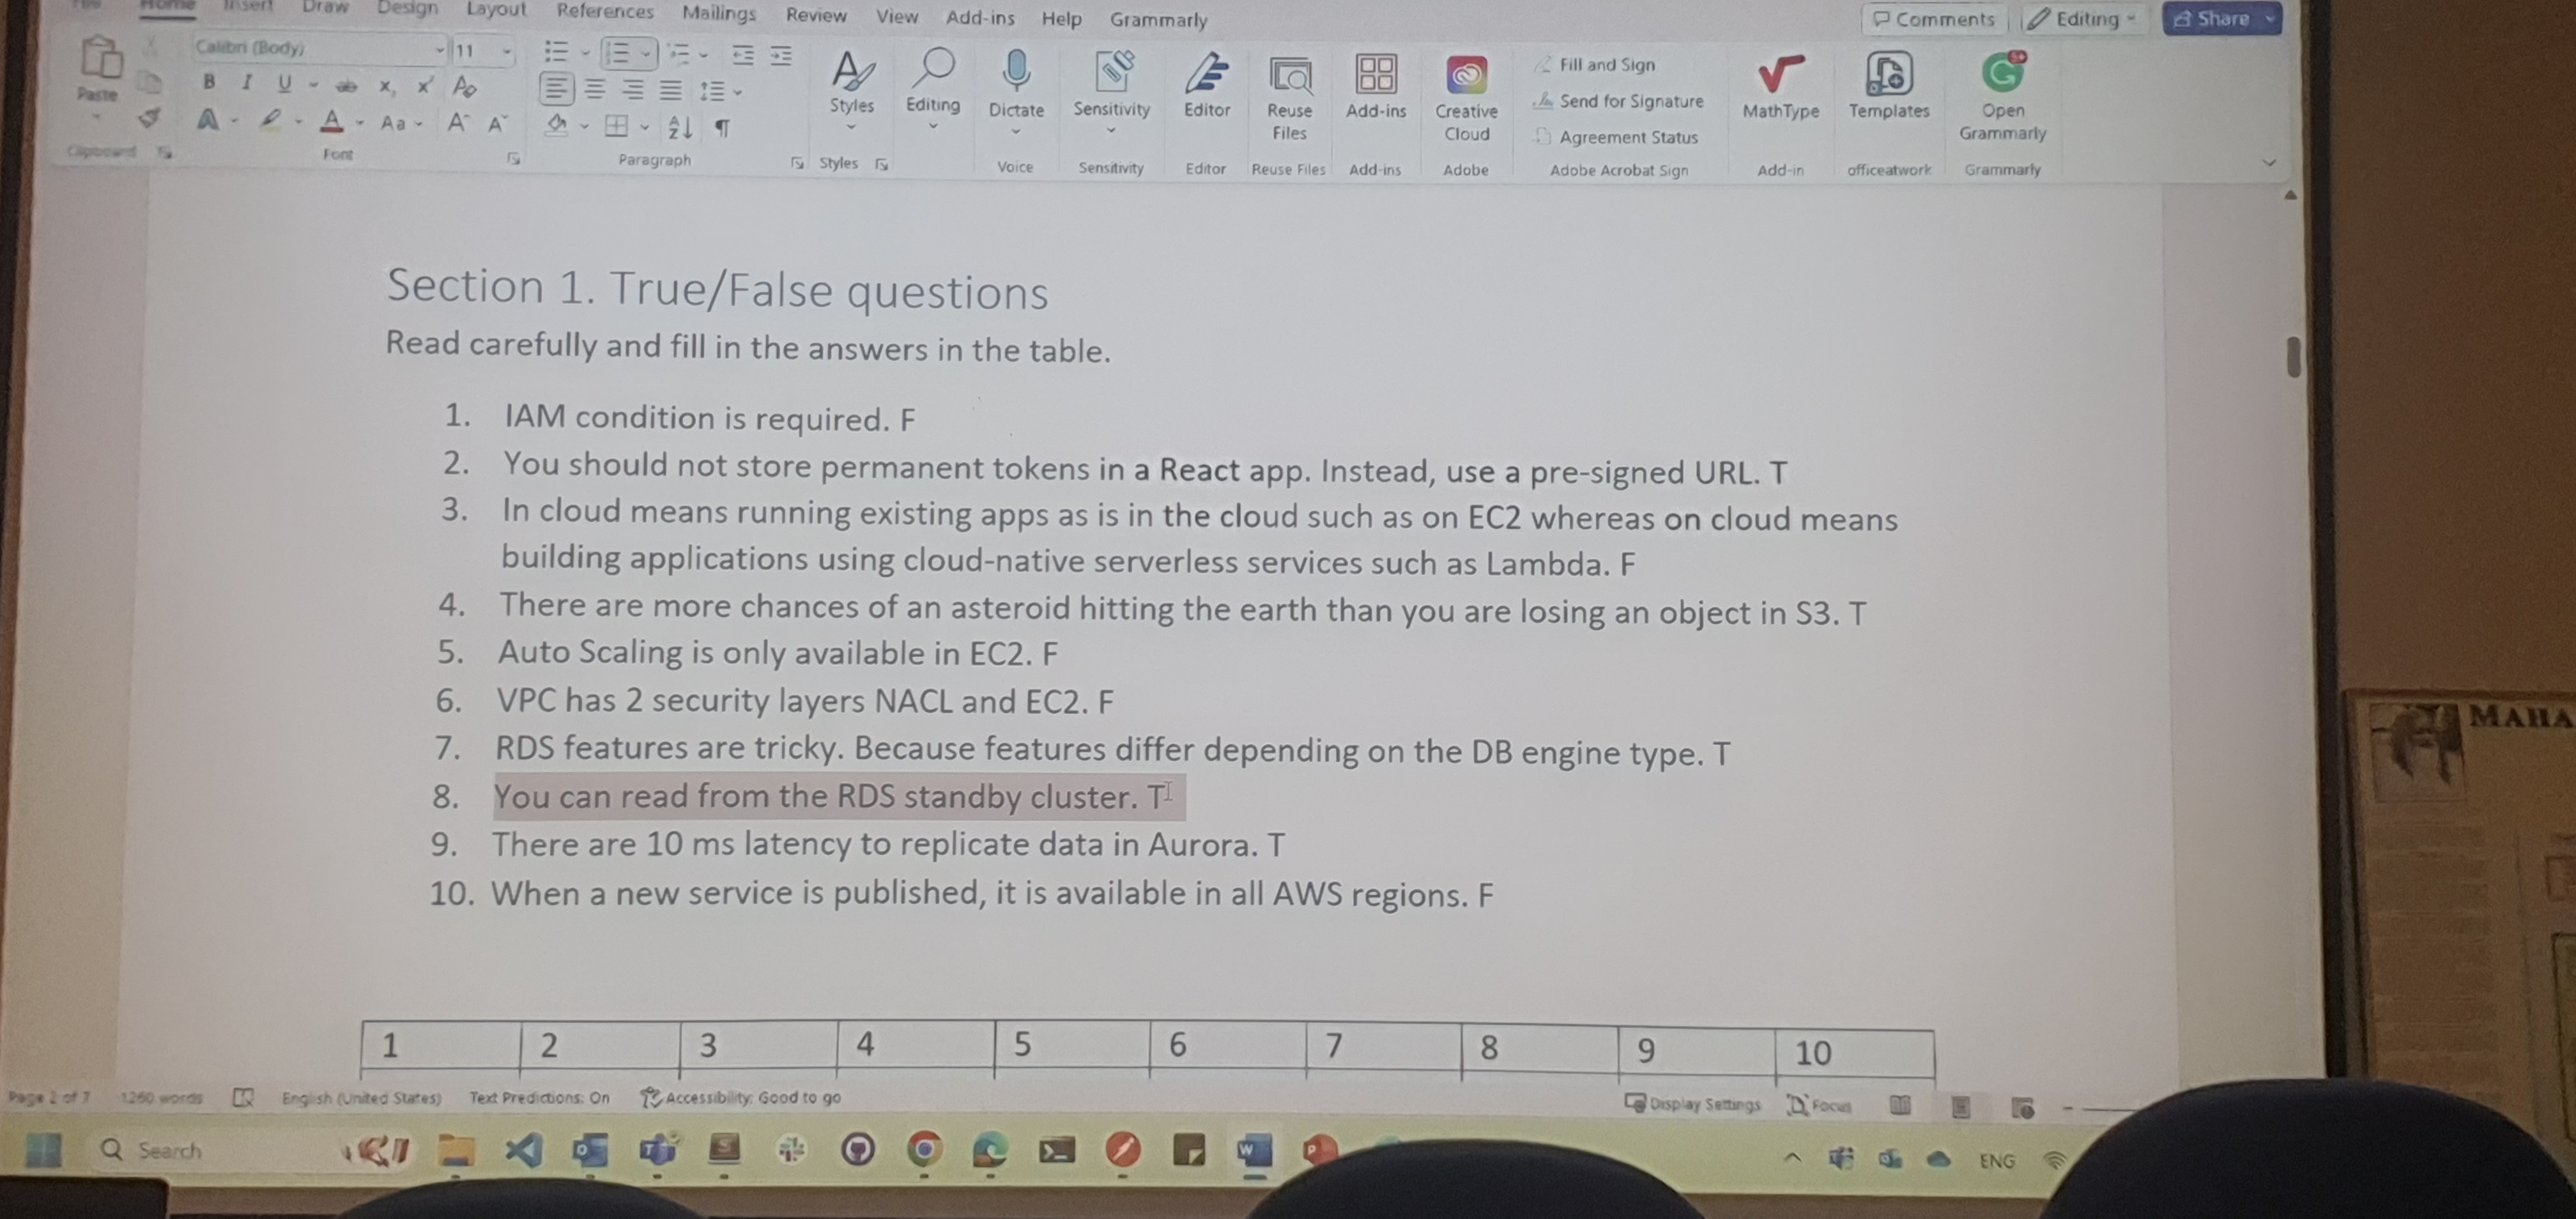 Home Insert Draw Design Layout References Mailings Review View Add-ins Help Grammarly
Comments Editing Share
Paste
Clipboard
Calibri (Body) 11
Font
Paragraph
Styles
Styles
Editing
Dictate
Voice
Sensitivity
Sensitivity
Editor
Editor
Reuse
Files
Reuse Files
Add-ins
Add-ins
Creative
Cloud
Adobe
Fill and Sign
Send for Signature
Agreement Status
Adobe Acrobat Sign
MathType
Add-in
Templates
officeatwork
Open
Grammarly
Grammarly
Section 1. True/False questions
Read carefully and fill in the answers in the table.
1. IAM condition is required. F
2. You should not store permanent tokens in a React app. Instead, use a pre-signed URL. T
3. In cloud means running existing apps as is in the cloud such as on EC2 whereas on cloud means
building applications using cloud-native serverless services such as Lambda. F
4. There are more chances of an asteroid hitting the earth than you are losing an object in S3. T
5. Auto Scaling is only available in EC2. F
6. VPC has 2 security layers NACL and EC2. F
7. RDS features are tricky. Because features differ depending on the DB engine type. T
8. You can read from the RDS standby cluster. T
9. There are 10 ms latency to replicate data in Aurora. T
10. When a new service is published, it is available in all AWS regions. F
1 2 3 4 5 6 7 8 9 10
Page 2 of 7 1260 words English (United States) Text Predictions: On Accessibility: Good to go Display Settings Focus
Search
ENG
MAHA